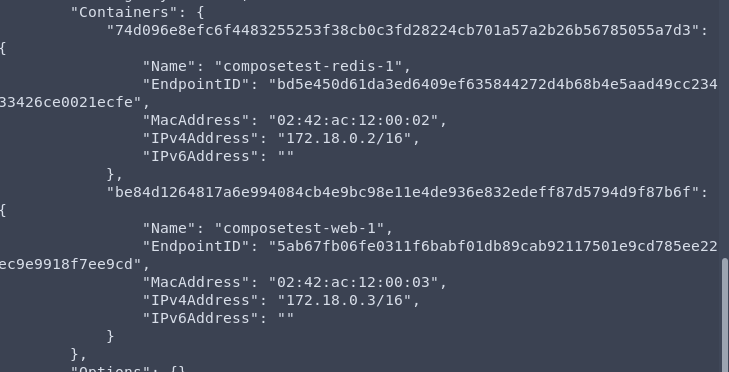 "Containers": {
"74d096e8efc6f4483255253f38cb0c3fd28224cb701a57a2b26b56785055a7d3":
{
"Name": "composetest-redis-1",
"EndpointID": "bd5e450d61da3ed6409ef635844272d4b68b4e5aad49cc234
33426ce0021ecfe",
"MacAddress": "02:42:ac:12:00:02",
"IPv4Address": "172.18.0.2/16",
"IPv6Address": ""
},
"be84d1264817a6e994084cb4e9bc98e11e4de936e832edeff87d5794d9f87b6f":
{
"Name": "composetest-web-1",
"EndpointID": "5ab67fb06fe0311f6babf01db89cab92117501e9cd785ee22
ec9e9918f7ee9cd",
"MacAddress": "02:42:ac:12:00:03",
"IPv4Address": "172.18.0.3/16",
"IPv6Address": ""
}
},
"Options": {}